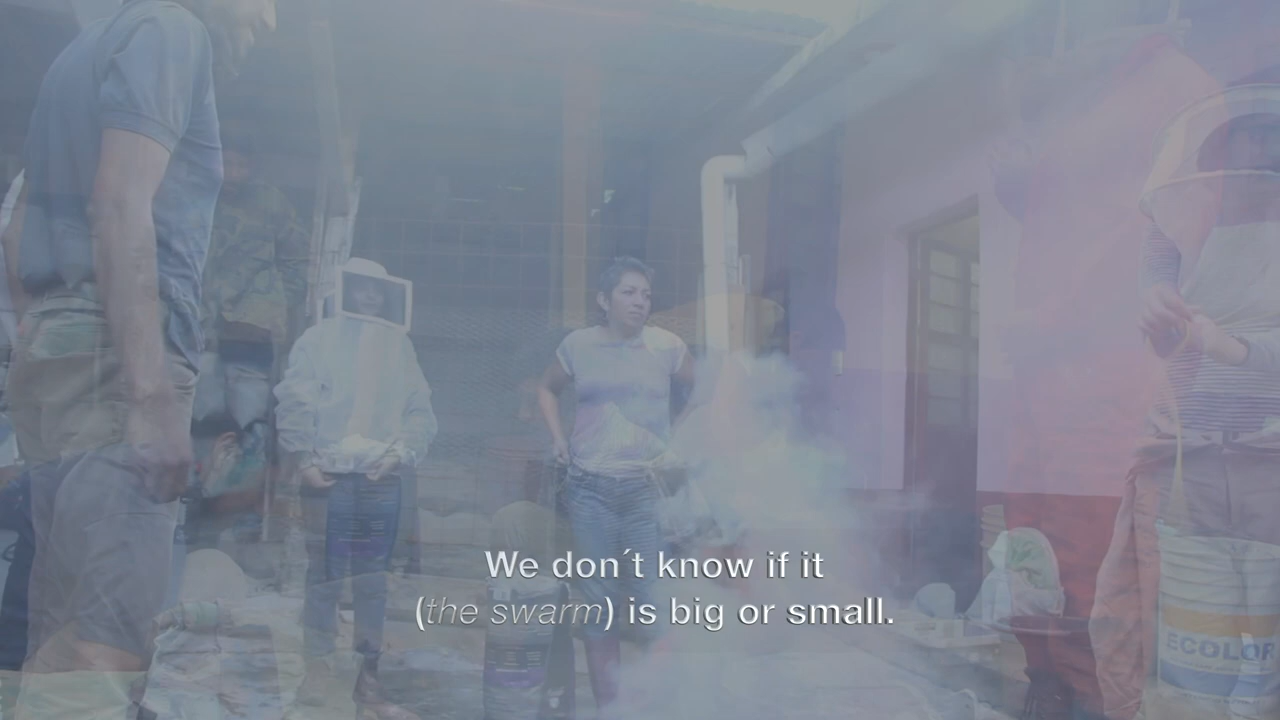 We don´t know if it
(the swarm) is big or small.
ECOLOR